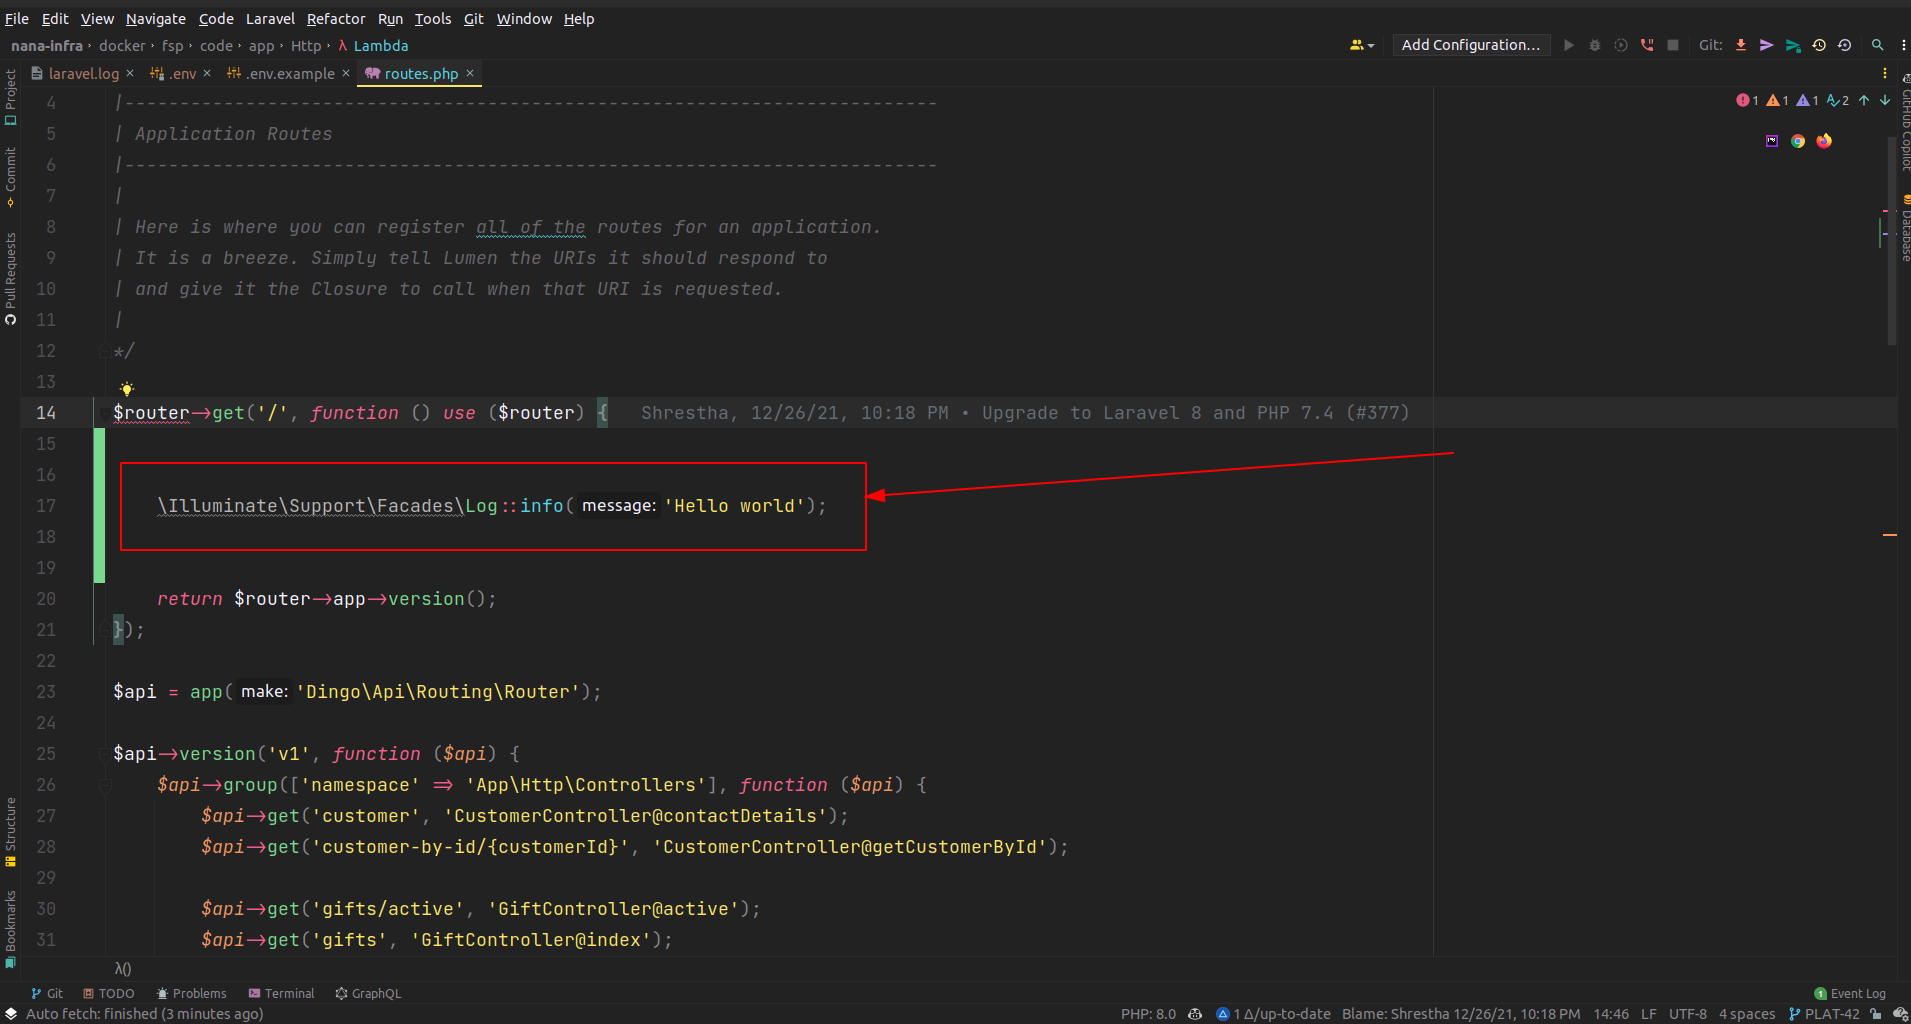 File Edit View Navigate Code Laravel Refactor Run Tools Git Window Help
nana-infra › docker › fsp › code › app › Http › λ Lambda
Add Configuration... Git:
laravel.log × .env × .env.example × routes.php ×
Project
Commit
Pull Requests
Structure
Bookmarks
GitHub Copilot
Database
1 1 1 2
4 |--------------------------------------------------------------------------
5 | Application Routes
6 |--------------------------------------------------------------------------
7 |
8 | Here is where you can register all of the routes for an application.
9 | It is a breeze. Simply tell Lumen the URIs it should respond to
10 | and give it the Closure to call when that URI is requested.
11 |
12 */
13
14 $router->get('/', function () use ($router) { Shrestha, 12/26/21, 10:18 PM • Upgrade to Laravel 8 and PHP 7.4 (#377)
15
16
17 \Illuminate\Support\Facades\Log::info( message: 'Hello world');
18
19
20 return $router->app->version();
21 });
22
23 $api = app( make: 'Dingo\Api\Routing\Router');
24
25 $api->version('v1', function ($api) {
26 $api->group(['namespace' => 'App\Http\Controllers'], function ($api) {
27 $api->get('customer', 'CustomerController@contactDetails');
28 $api->get('customer-by-id/{customerId}', 'CustomerController@getCustomerById');
29
30 $api->get('gifts/active', 'GiftController@active');
31 $api->get('gifts', 'GiftController@index');
λ()
Git TODO Problems Terminal GraphQL 1 Event Log
Auto fetch: finished (3 minutes ago) PHP: 8.0 1 Δ/up-to-date Blame: Shrestha 12/26/21, 10:18 PM 14:46 LF UTF-8 4 spaces PLAT-42